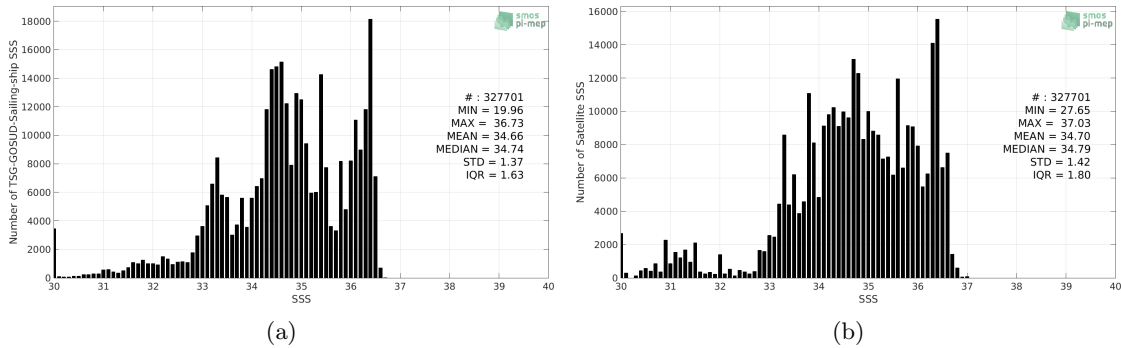 18000
16000
14000
12000
10000
8000
6000
4000
2000
0
Number of TSG-GOSUD-Sailing-ship SSS
smos
pi-mep
# : 327701
MIN = 19.96
MAX = 36.73
MEAN = 34.66
MEDIAN = 34.74
STD = 1.37
IQR = 1.63
30 31 32 33 34 35 36 37 38 39 40
SSS
(a)
16000
14000
12000
10000
8000
6000
4000
2000
0
Number of Satellite SSS
smos
pi-mep
# : 327701
MIN = 27.65
MAX = 37.03
MEAN = 34.70
MEDIAN = 34.79
STD = 1.42
IQR = 1.80
30 31 32 33 34 35 36 37 38 39 40
SSS
(b)